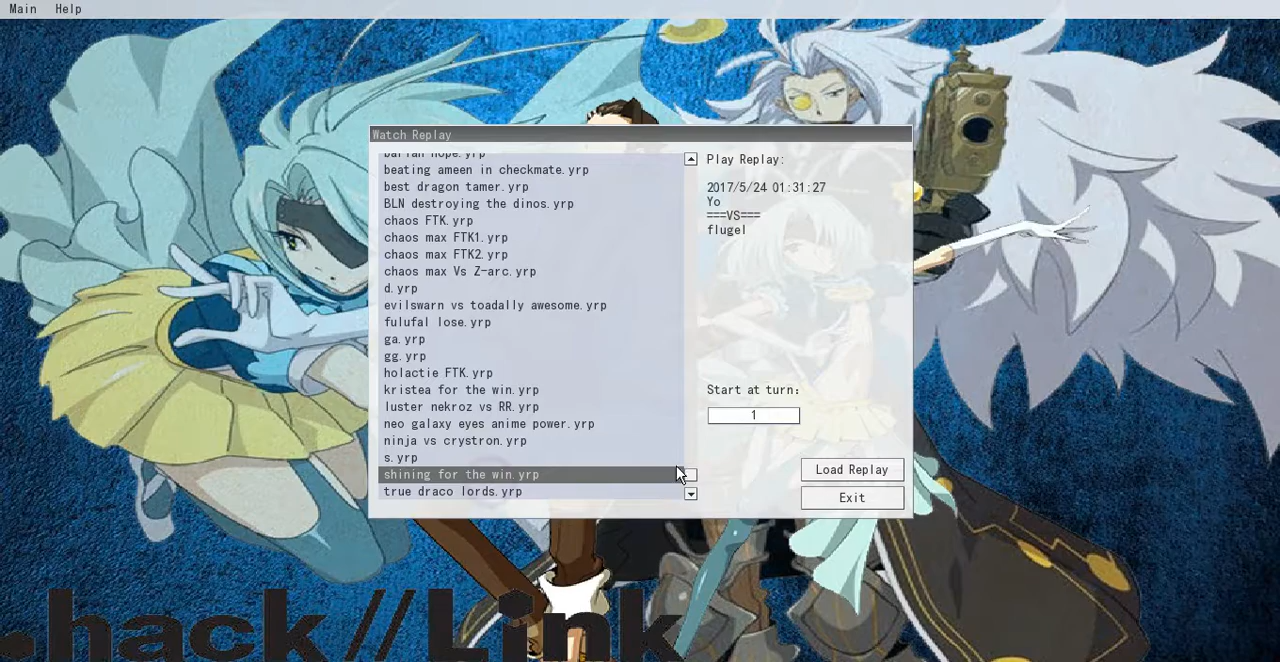 Main Help
Watch Replay
barian hope.yrp
beating ameen in checkmate.yrp
best dragon tamer.yrp
BLN destroying the dinos.yrp
chaos FTK.yrp
chaos max FTK1.yrp
chaos max FTK2.yrp
chaos max Vs Z-arc.yrp
d.yrp
evilswarn vs toadally awesome.yrp
fulufal lose.yrp
ga.yrp
gg.yrp
holactie FTK.yrp
kristea for the win.yrp
luster nekroz vs RR.yrp
neo galaxy eyes anime power.yrp
ninja vs crystron.yrp
s.yrp
shining for the win.yrp
true draco lords.yrp
Play Replay:
2017/5/24 01:31:27
Yo
===VS===
flugel
Start at turn:
1
Load Replay
Exit
.hack//Link